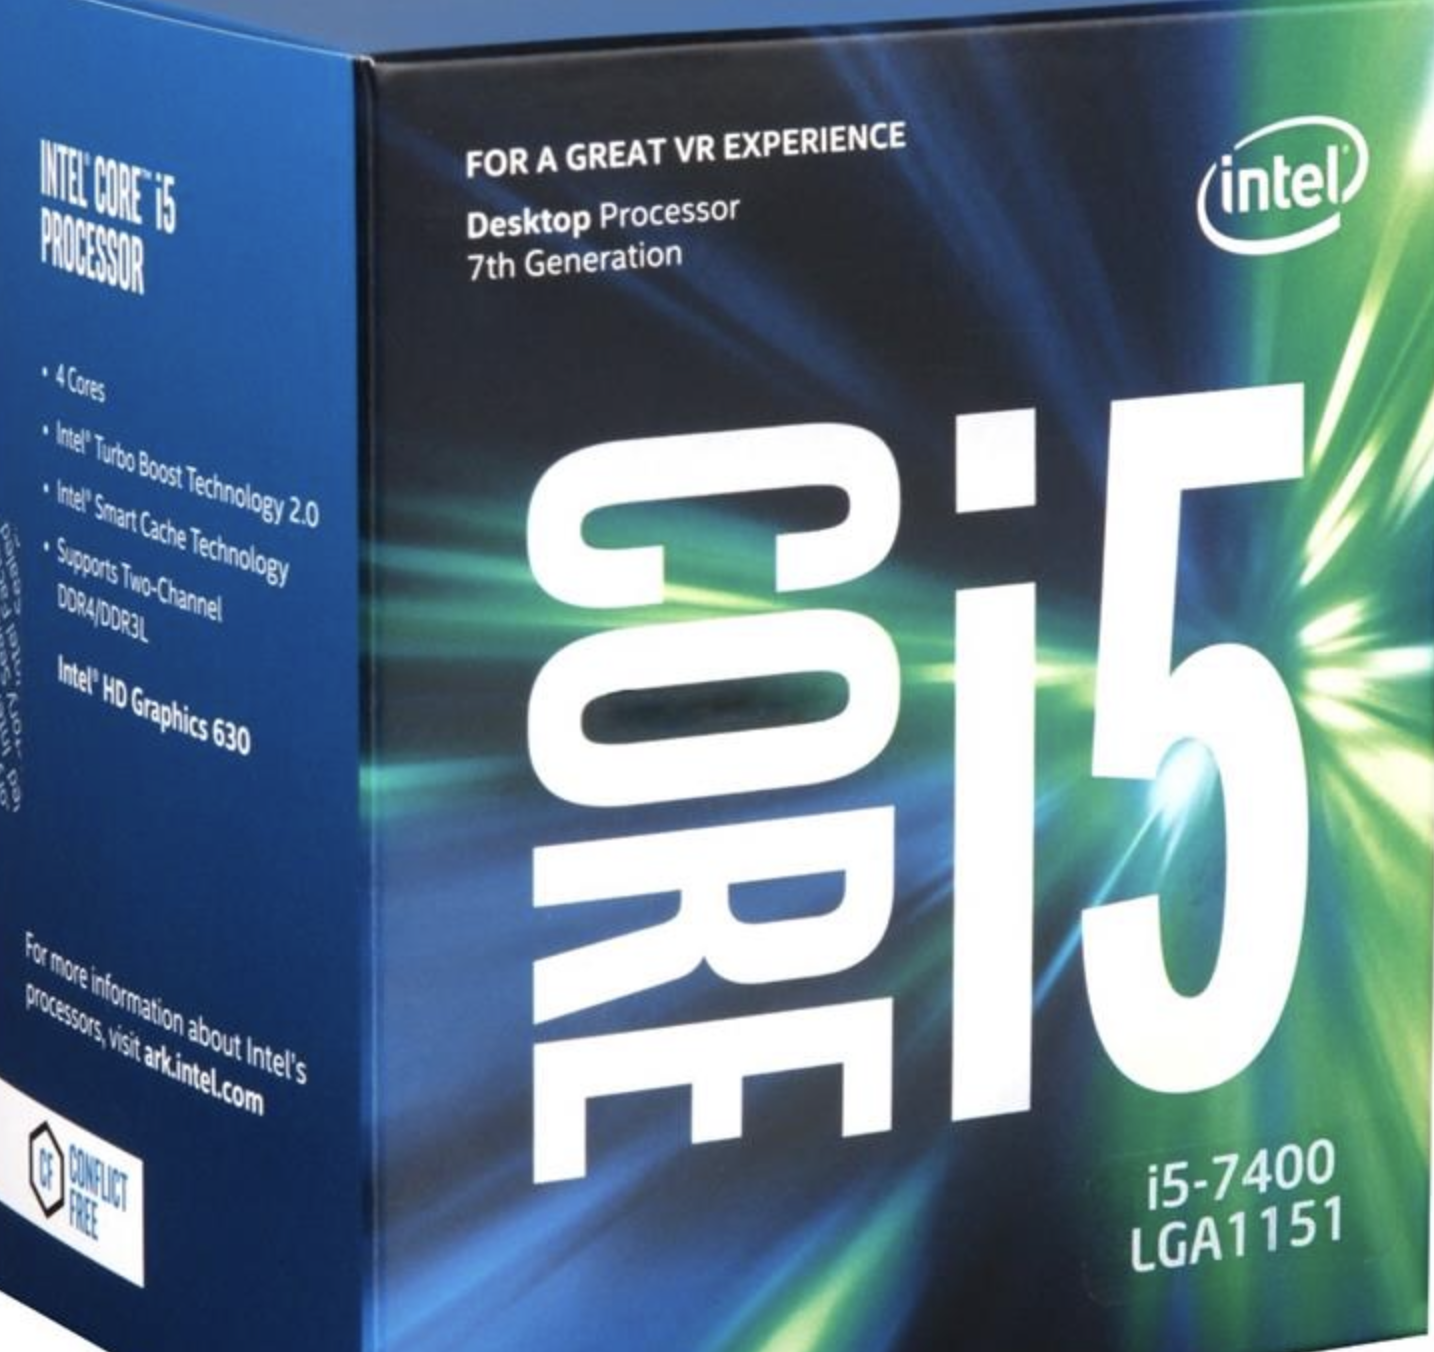 INTEL® CORE™ i5
PROCESSOR
• 4 Cores
• Intel® Turbo Boost Technology 2.0
• Intel® Smart Cache Technology
• Supports Two-Channel
DDR4/DDR3L
Intel® HD Graphics 630
For more information about Intel's
processors, visit ark.intel.com
CF
CONFLICT
FREE
FOR A GREAT VR EXPERIENCE
Desktop Processor
7th Generation
intel®
CORE i5
i5-7400
LGA1151